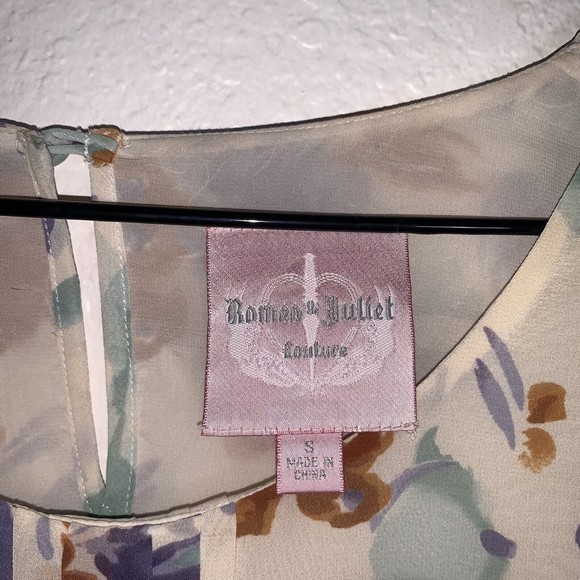 Romeo & Juliet
Couture
S
MADE IN
CHINA